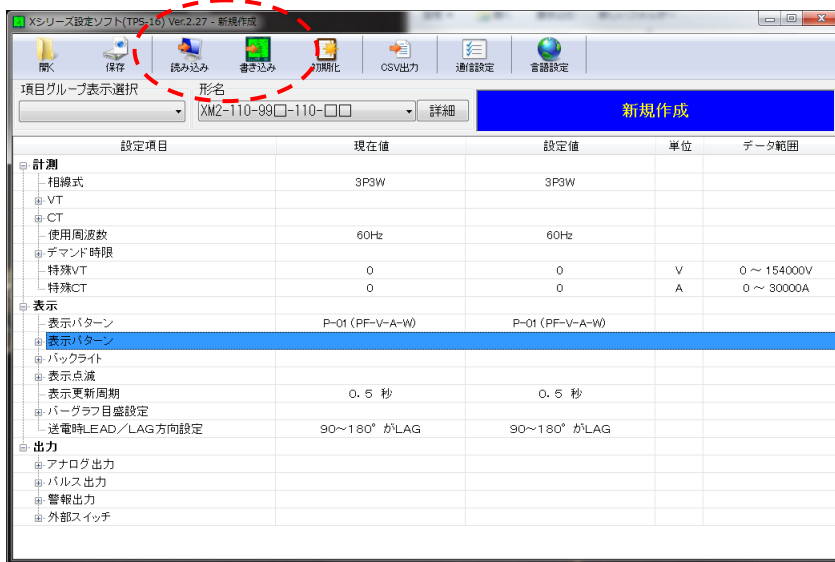 Xシリーズ設定ソフト(TPS-16) Ver.2.27 - 新規作成
開く 保存 読み込み 書き込み 初期化 CSV出力 通信設定 言語設定
項目グループ表示選択 形名
XM2-110-99□-110-□□ 詳細 新規作成
設定項目 現在値 設定値 単位 データ範囲
計測
相線式 3P3W 3P3W
VT
CT
使用周波数 60Hz 60Hz
デマンド時限
特殊VT 0 0 V 0 ～ 154000V
特殊CT 0 0 A 0 ～ 30000A
表示
表示パターン P-01 (PF-V-A-W) P-01 (PF-V-A-W)
表示パターン
バックライト
表示点滅
表示更新周期 0.5 秒 0.5 秒
バーグラフ目盛設定
送電時LEAD／LAG方向設定 90～180° がLAG 90～180° がLAG
出力
アナログ出力
パルス出力
警報出力
外部スイッチ